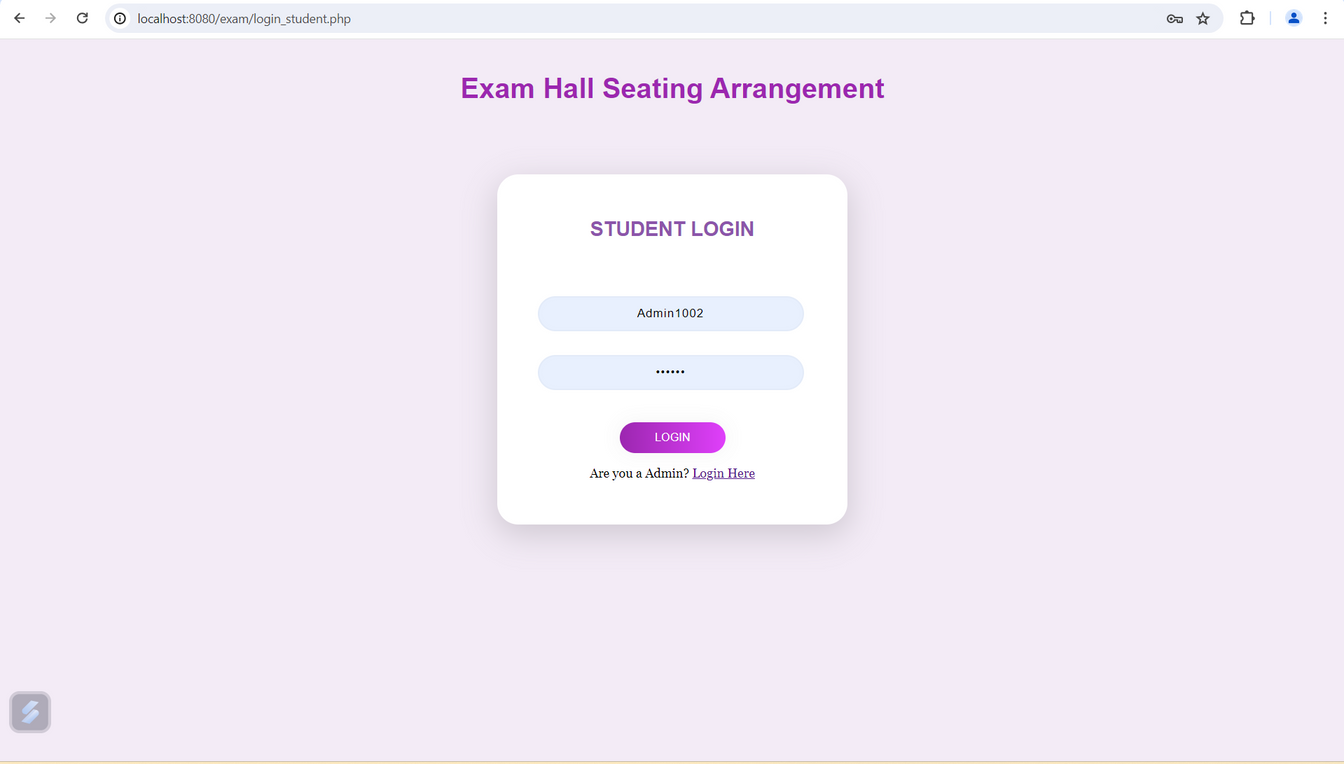 localhost:8080/exam/login_student.php
Exam Hall Seating Arrangement
STUDENT LOGIN
Admin1002
••••••
LOGIN
Are you a Admin? Login Here